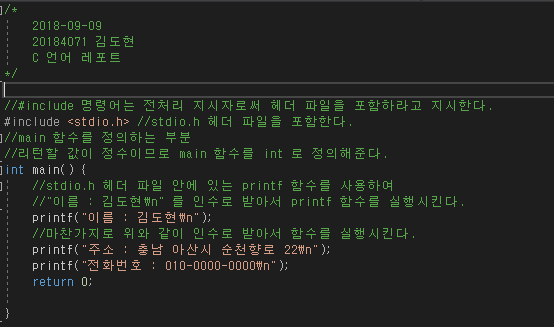 /*
2018-09-09
20184071 김도현
C 언어 레포트
*/
//#include 명령어는 전처리 지시자로써 헤더 파일을 포함하라고 지시한다.
#include <stdio.h> //stdio.h 헤더 파일을 포함한다.
//main 함수를 정의하는 부분
//리턴할 값이 정수이므로 main 함수를 int 로 정의해준다.
int main() {
//stdio.h 헤더 파일 안에 있는 printf 함수를 사용하여
//"이름 : 김도현₩n" 를 인수로 받아서 printf 함수를 실행시킨다.
printf("이름 : 김도현₩n");
//마찬가지로 위와 같이 인수로 받아서 함수를 실행시킨다.
printf("주소 : 충남 아산시 순천향로 22₩n");
printf("전화번호 : 010-0000-0000₩n");
return 0;
}